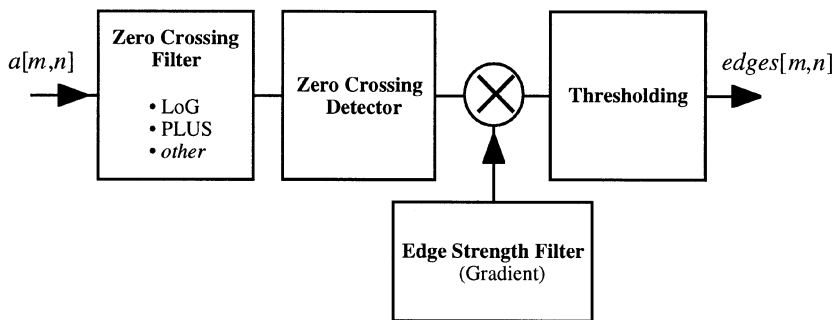 a[m,n]
Zero Crossing
Filter
• LoG
• PLUS
• other
Zero Crossing
Detector
Thresholding
edges[m,n]
Edge Strength Filter
(Gradient)